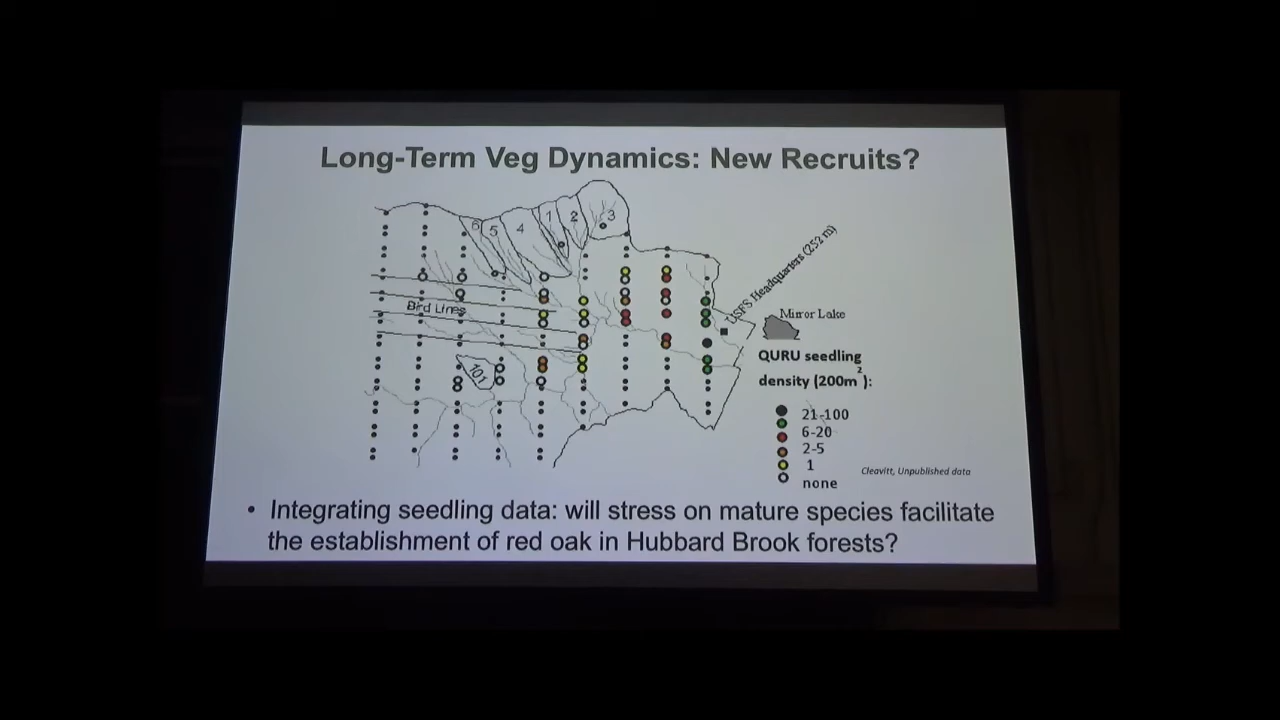 Long-Term Veg Dynamics: New Recruits?
6
5
4
1
2
3
Bird Lines
101
USFS Headquarters (252 m)
Mirror Lake
QURU seedling
density (200m²):
21-100
6-20
2-5
1
none
Cleavitt, Unpublished data
• Integrating seedling data: will stress on mature species facilitate
the establishment of red oak in Hubbard Brook forests?